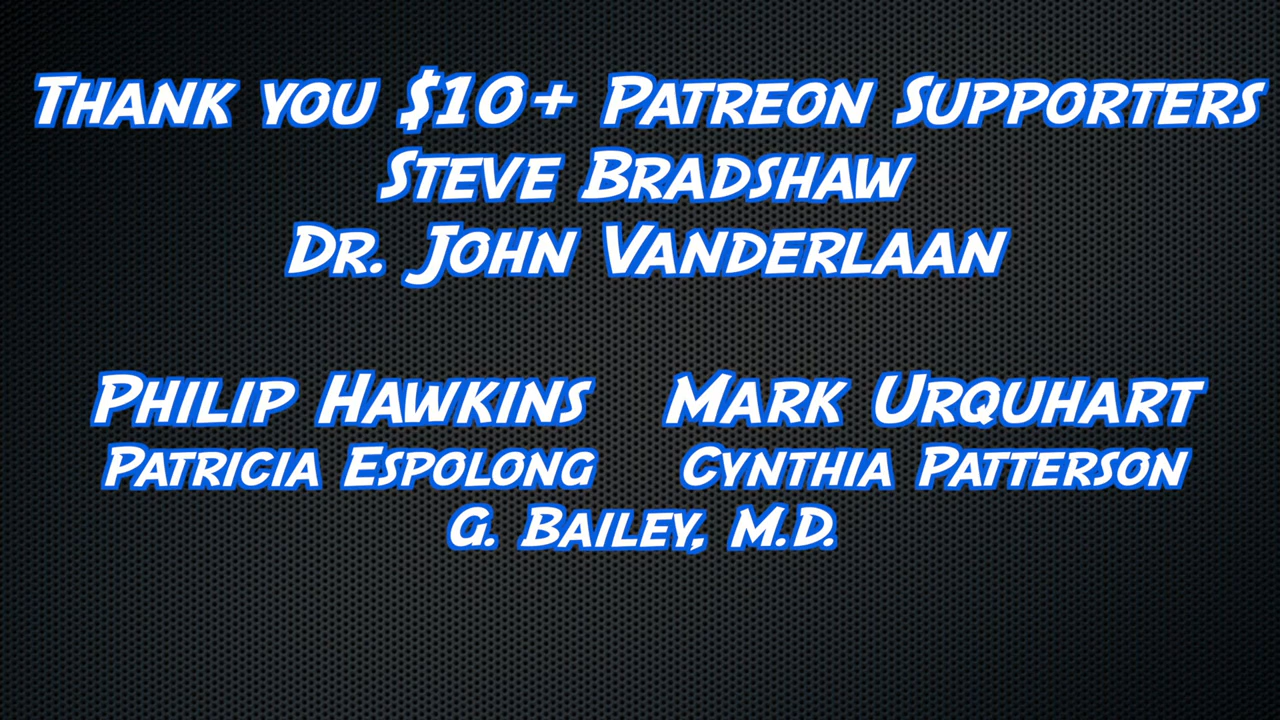 Thank you $10+ Patreon Supporters
Steve Bradshaw
Dr. John Vanderlaan
Philip Hawkins Mark Urquhart
Patricia Espolong Cynthia Patterson
G. Bailey, M.D.